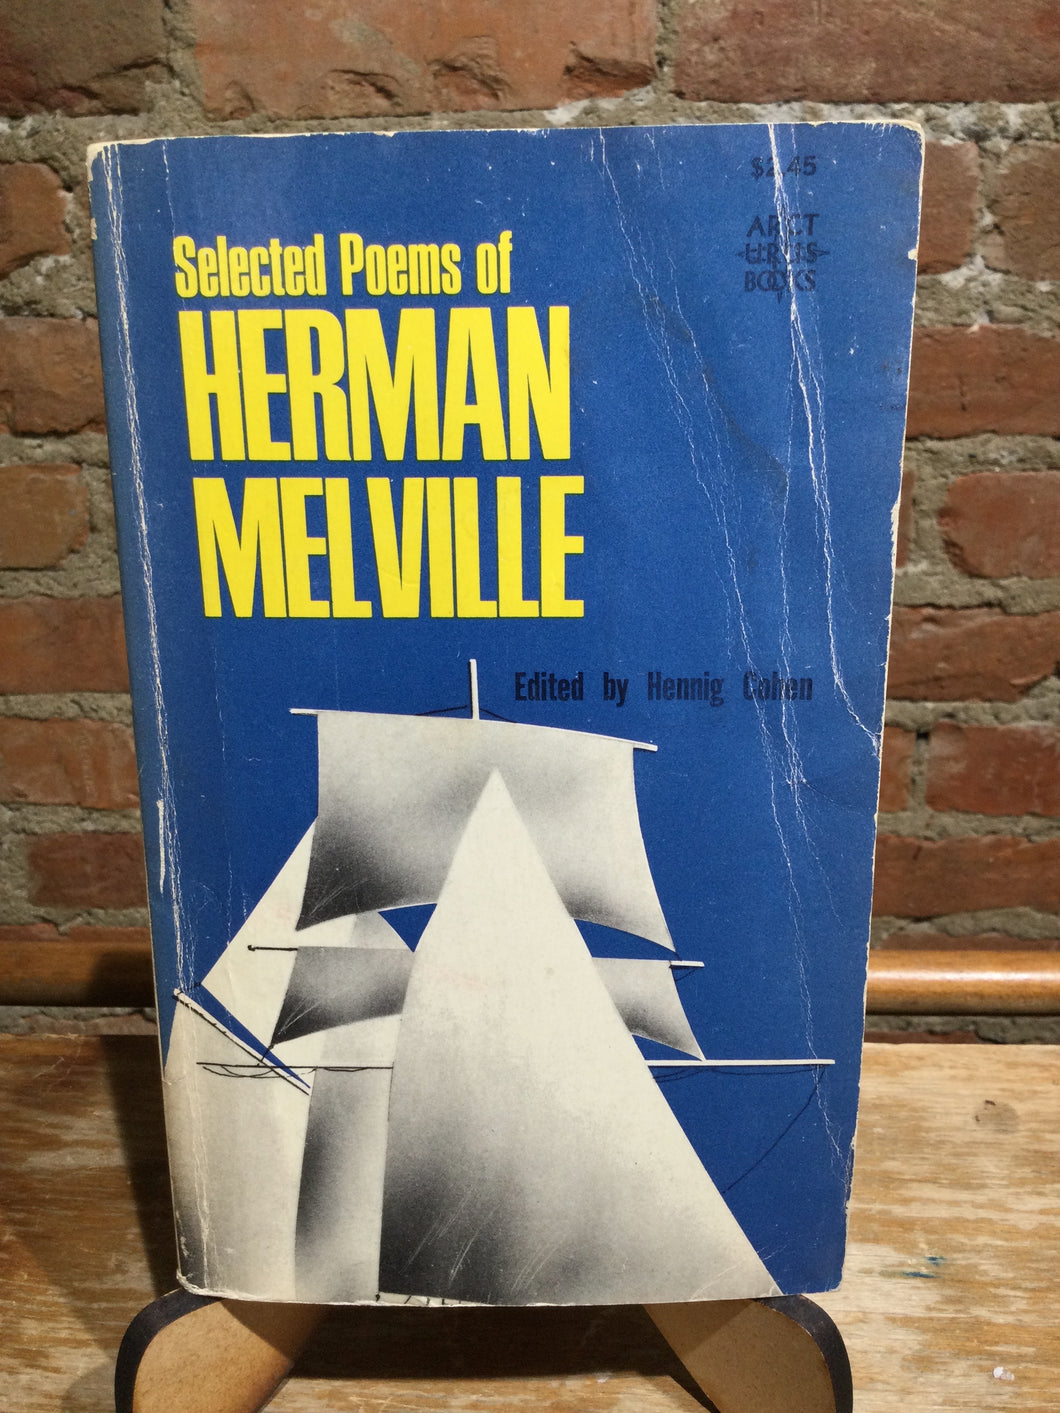 $2.45
ARCT
URUS
BOOKS
Selected Poems of
HERMAN
MELVILLE
Edited by Hennig Cohen